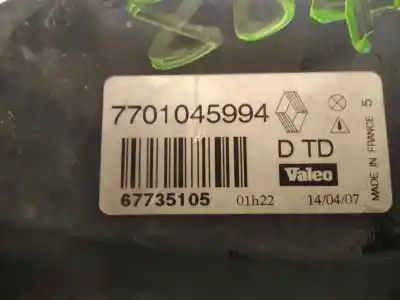 7701045994
D TD
Valeo
67735105
01h22
14/04/07
MADE IN FRANCE 5